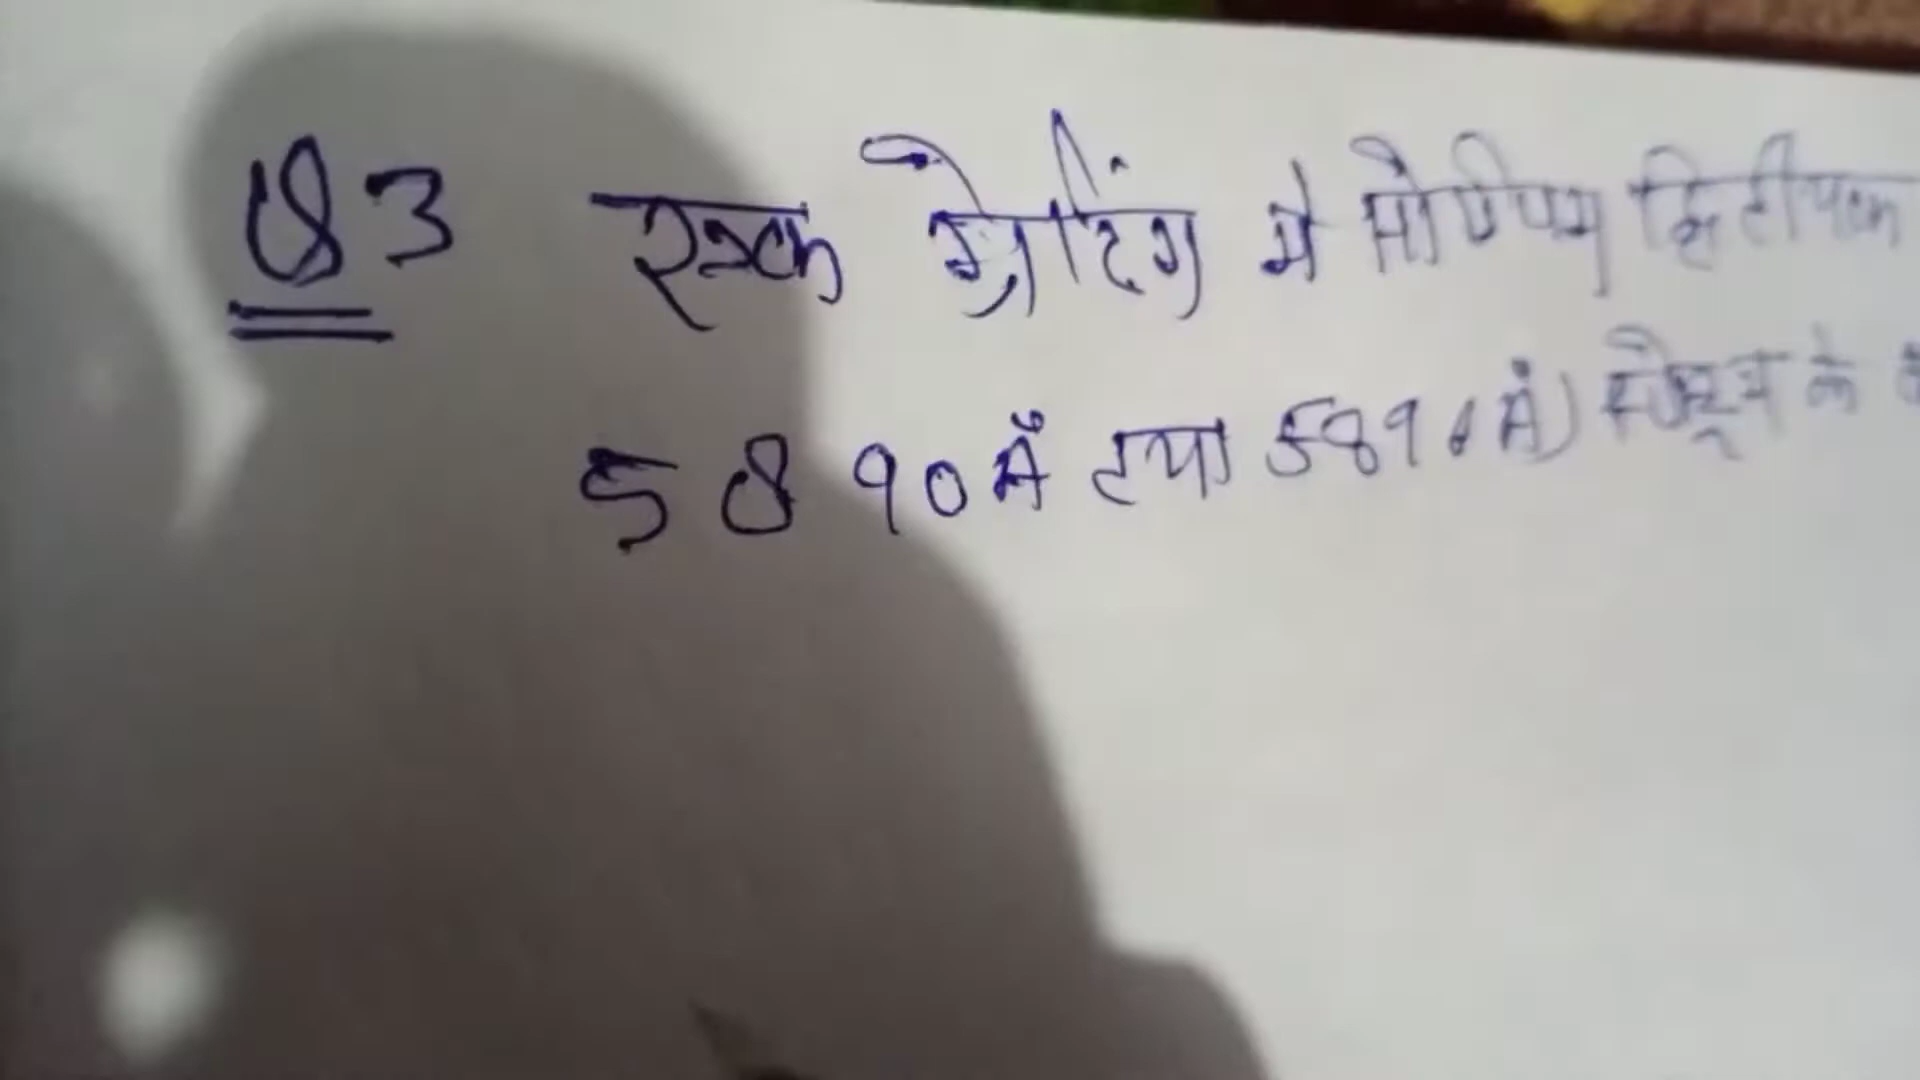 Q3 एक ग्रेटिंग में सोडियम द्वितीयक
5890 Å तथा 5896 Å) स्पेक्ट्रम के